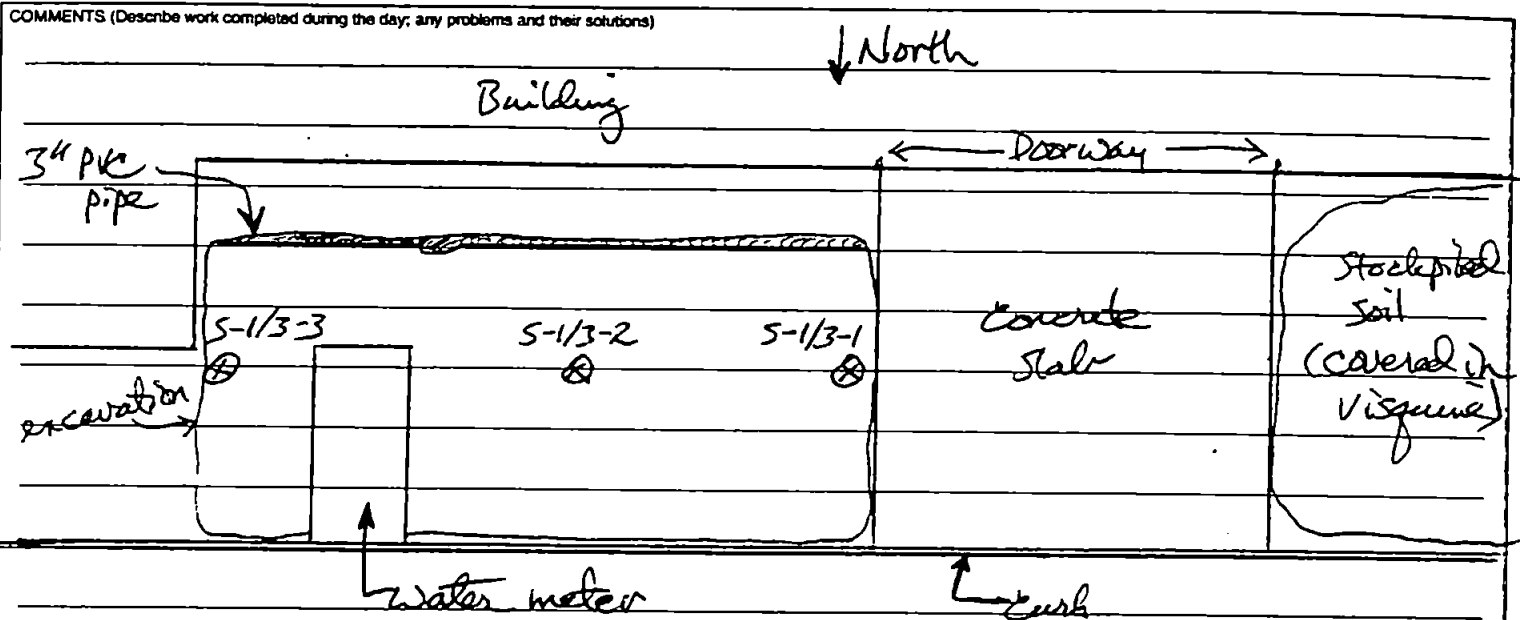 COMMENTS (Describe work completed during the day; any problems and their solutions)
North
Building
Doorway
3" PVC
pipe
S-1/3-3
S-1/3-2
S-1/3-1
Concrete
Slab
Stockpiled
Soil
(covered in
visqueen)
excavation
Water meter
Curb